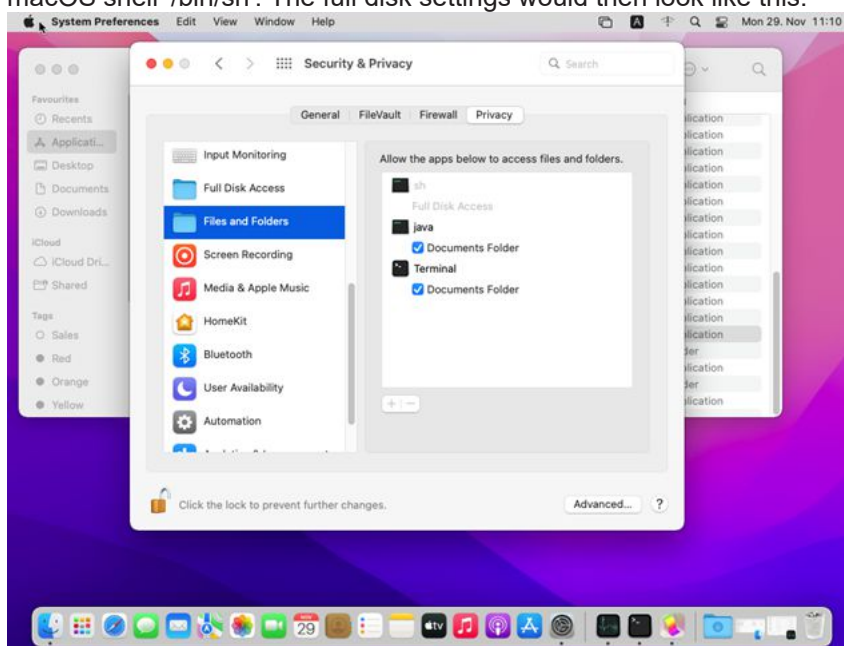 macOS shell '/bin/sh'. The full disk settings would then look like this:
System Preferences Edit View Window Help Mon 29. Nov 11:10
Security & Privacy
Search
General FileVault Firewall Privacy
Favourites
Recents
Applicati...
Desktop
Documents
Downloads
iCloud
iCloud Dri...
Shared
Tags
Sales
Red
Orange
Yellow
Input Monitoring
Full Disk Access
Files and Folders
Screen Recording
Media & Apple Music
HomeKit
Bluetooth
User Availability
Automation
Allow the apps below to access files and folders.
sh
Full Disk Access
java
Documents Folder
Terminal
Documents Folder
Click the lock to prevent further changes.
Advanced... ?
NOV
29
tv